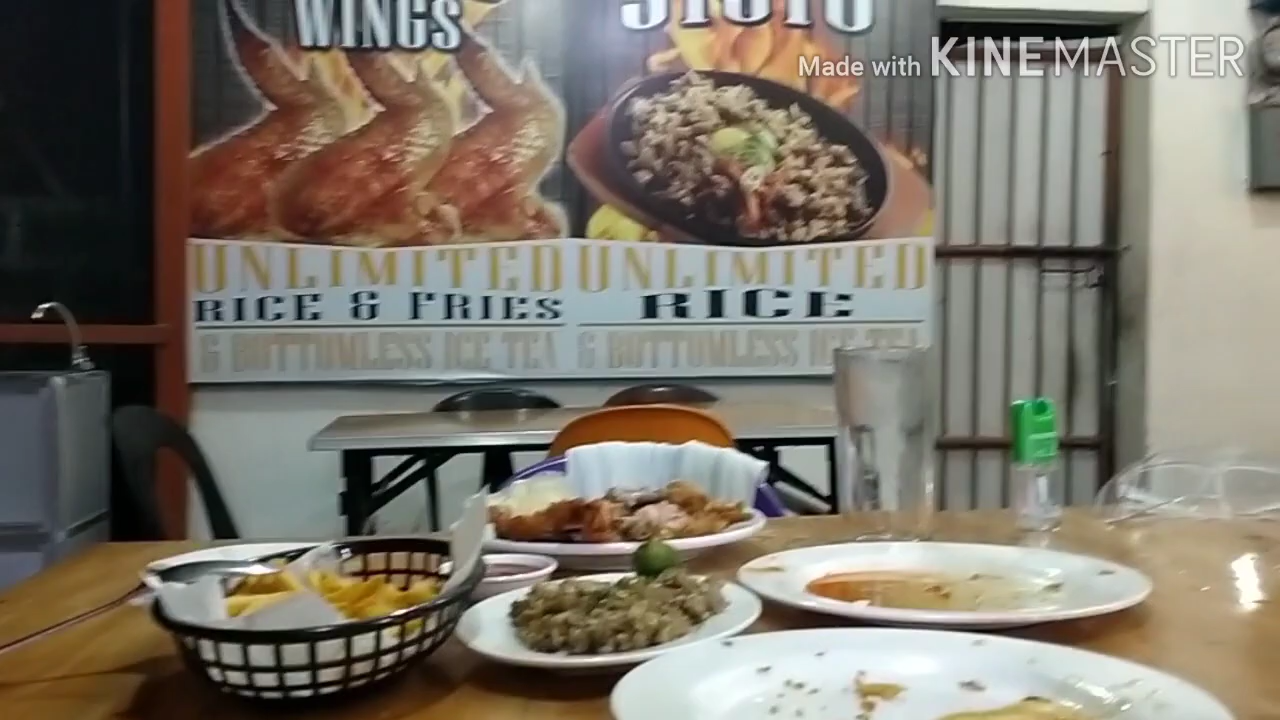 WINGS
Made with KINEMASTER
UNLIMITED
RICE & FRIES
& BOTTOMLESS ICE TEA
UNLIMITED
RICE
& BOTTOMLESS ICE TEA